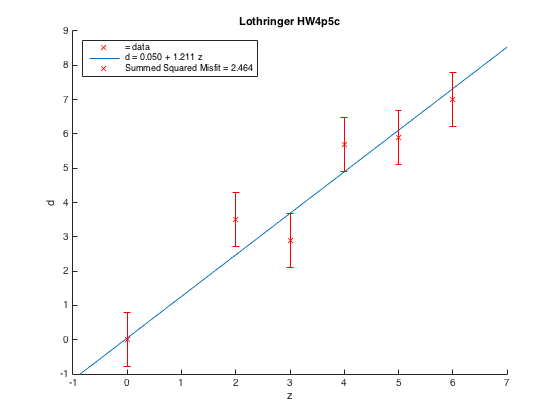 Lothringer HW4p5c
= data
d = 0.050 + 1.211 z
Summed Squared Misfit = 2.464
9
8
7
6
5
4
3
2
1
0
-1
d
-1 0 1 2 3 4 5 6 7
z